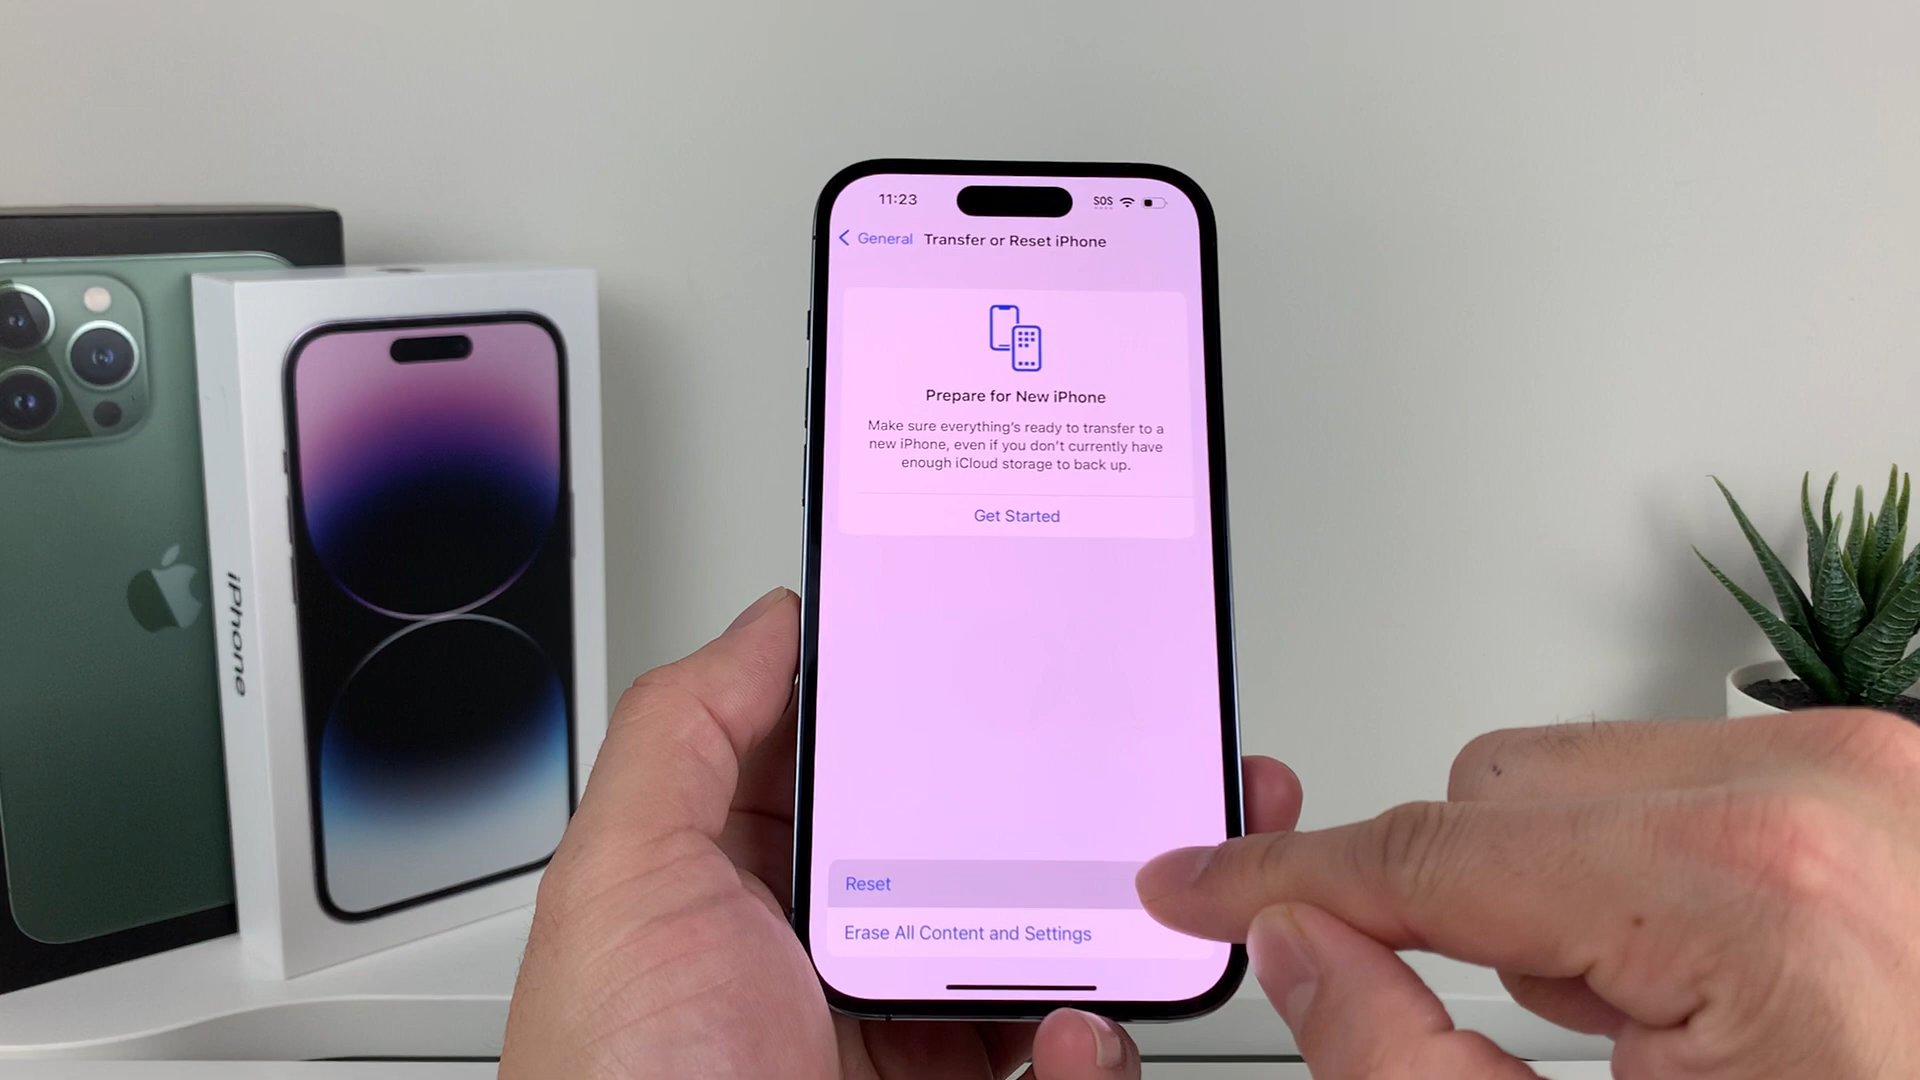 11:23
SOS
General
Transfer or Reset iPhone
Prepare for New iPhone
Make sure everything's ready to transfer to a
new iPhone, even if you don't currently have
enough iCloud storage to back up.
Get Started
Reset
Erase All Content and Settings
iPhone